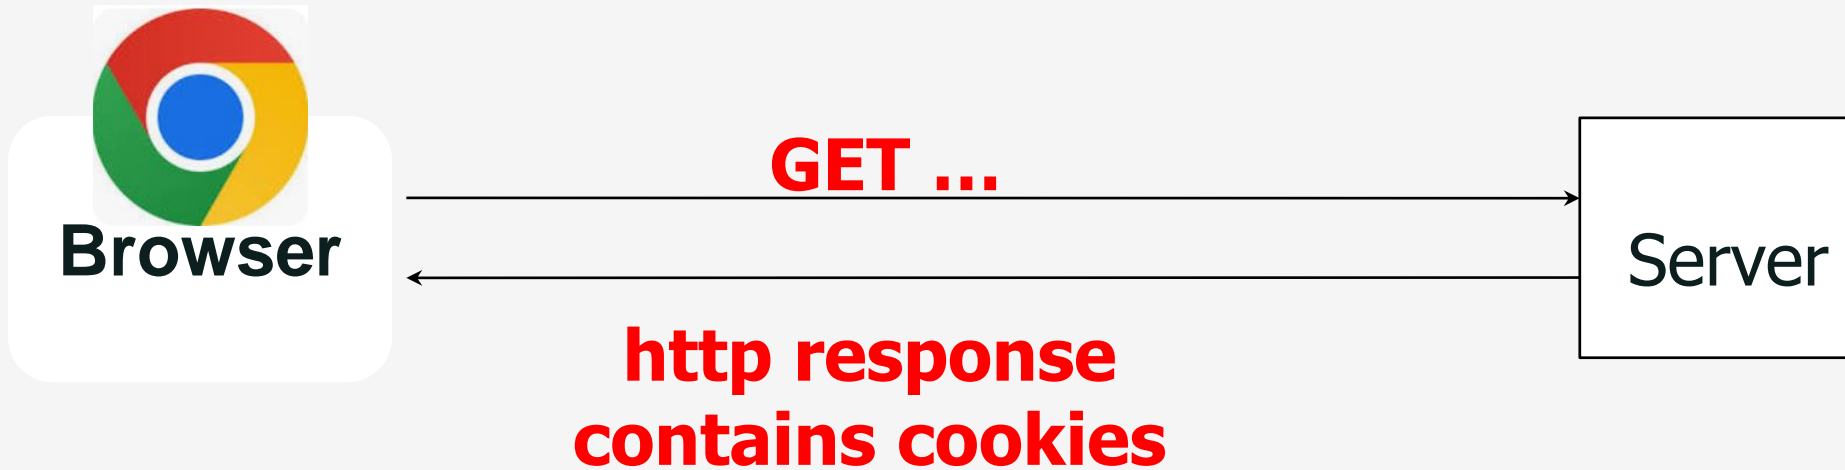 GET ...
Browser
Server
http response
contains cookies